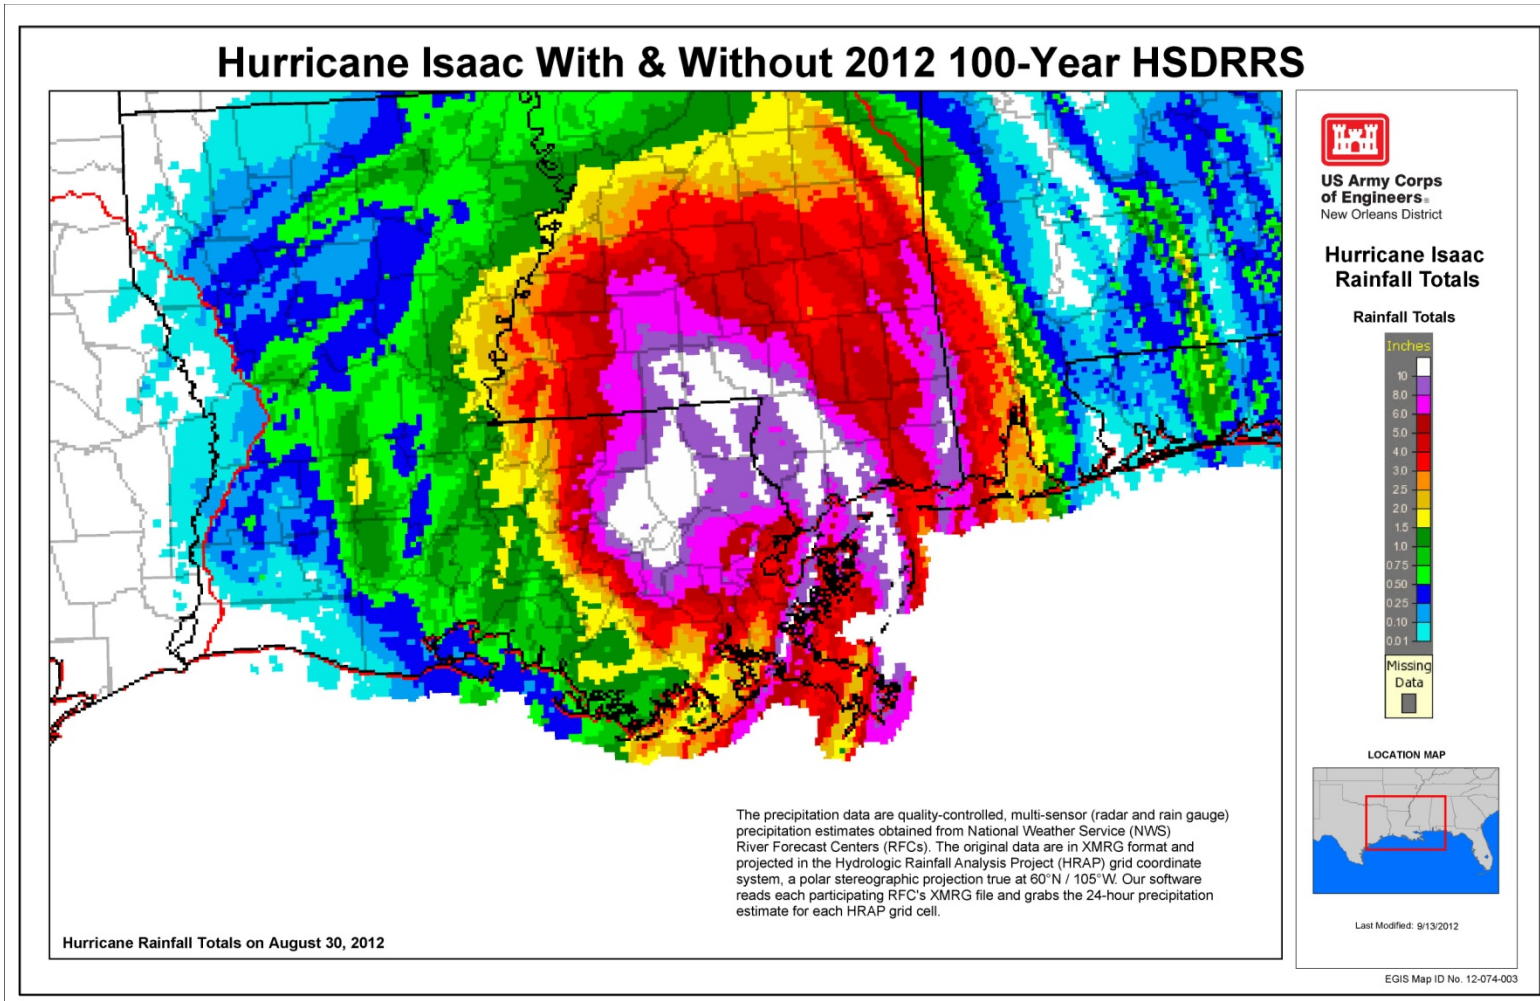 Hurricane Isaac With & Without 2012 100-Year HSDRRS
US Army Corps
of Engineers®
New Orleans District
Hurricane Isaac
Rainfall Totals
Rainfall Totals
Inches
10
8.0
6.0
5.0
4.0
3.0
2.5
2.0
1.5
1.0
0.75
0.50
0.25
0.10
0.01
Missing
Data
LOCATION MAP
Last Modified: 9/13/2012
The precipitation data are quality-controlled, multi-sensor (radar and rain gauge)
precipitation estimates obtained from National Weather Service (NWS)
River Forecast Centers (RFCs). The original data are in XMRG format and
projected in the Hydrologic Rainfall Analysis Project (HRAP) grid coordinate
system, a polar stereographic projection true at 60°N / 105°W. Our software
reads each participating RFC's XMRG file and grabs the 24-hour precipitation
estimate for each HRAP grid cell.
Hurricane Rainfall Totals on August 30, 2012
EGIS Map ID No. 12-074-003